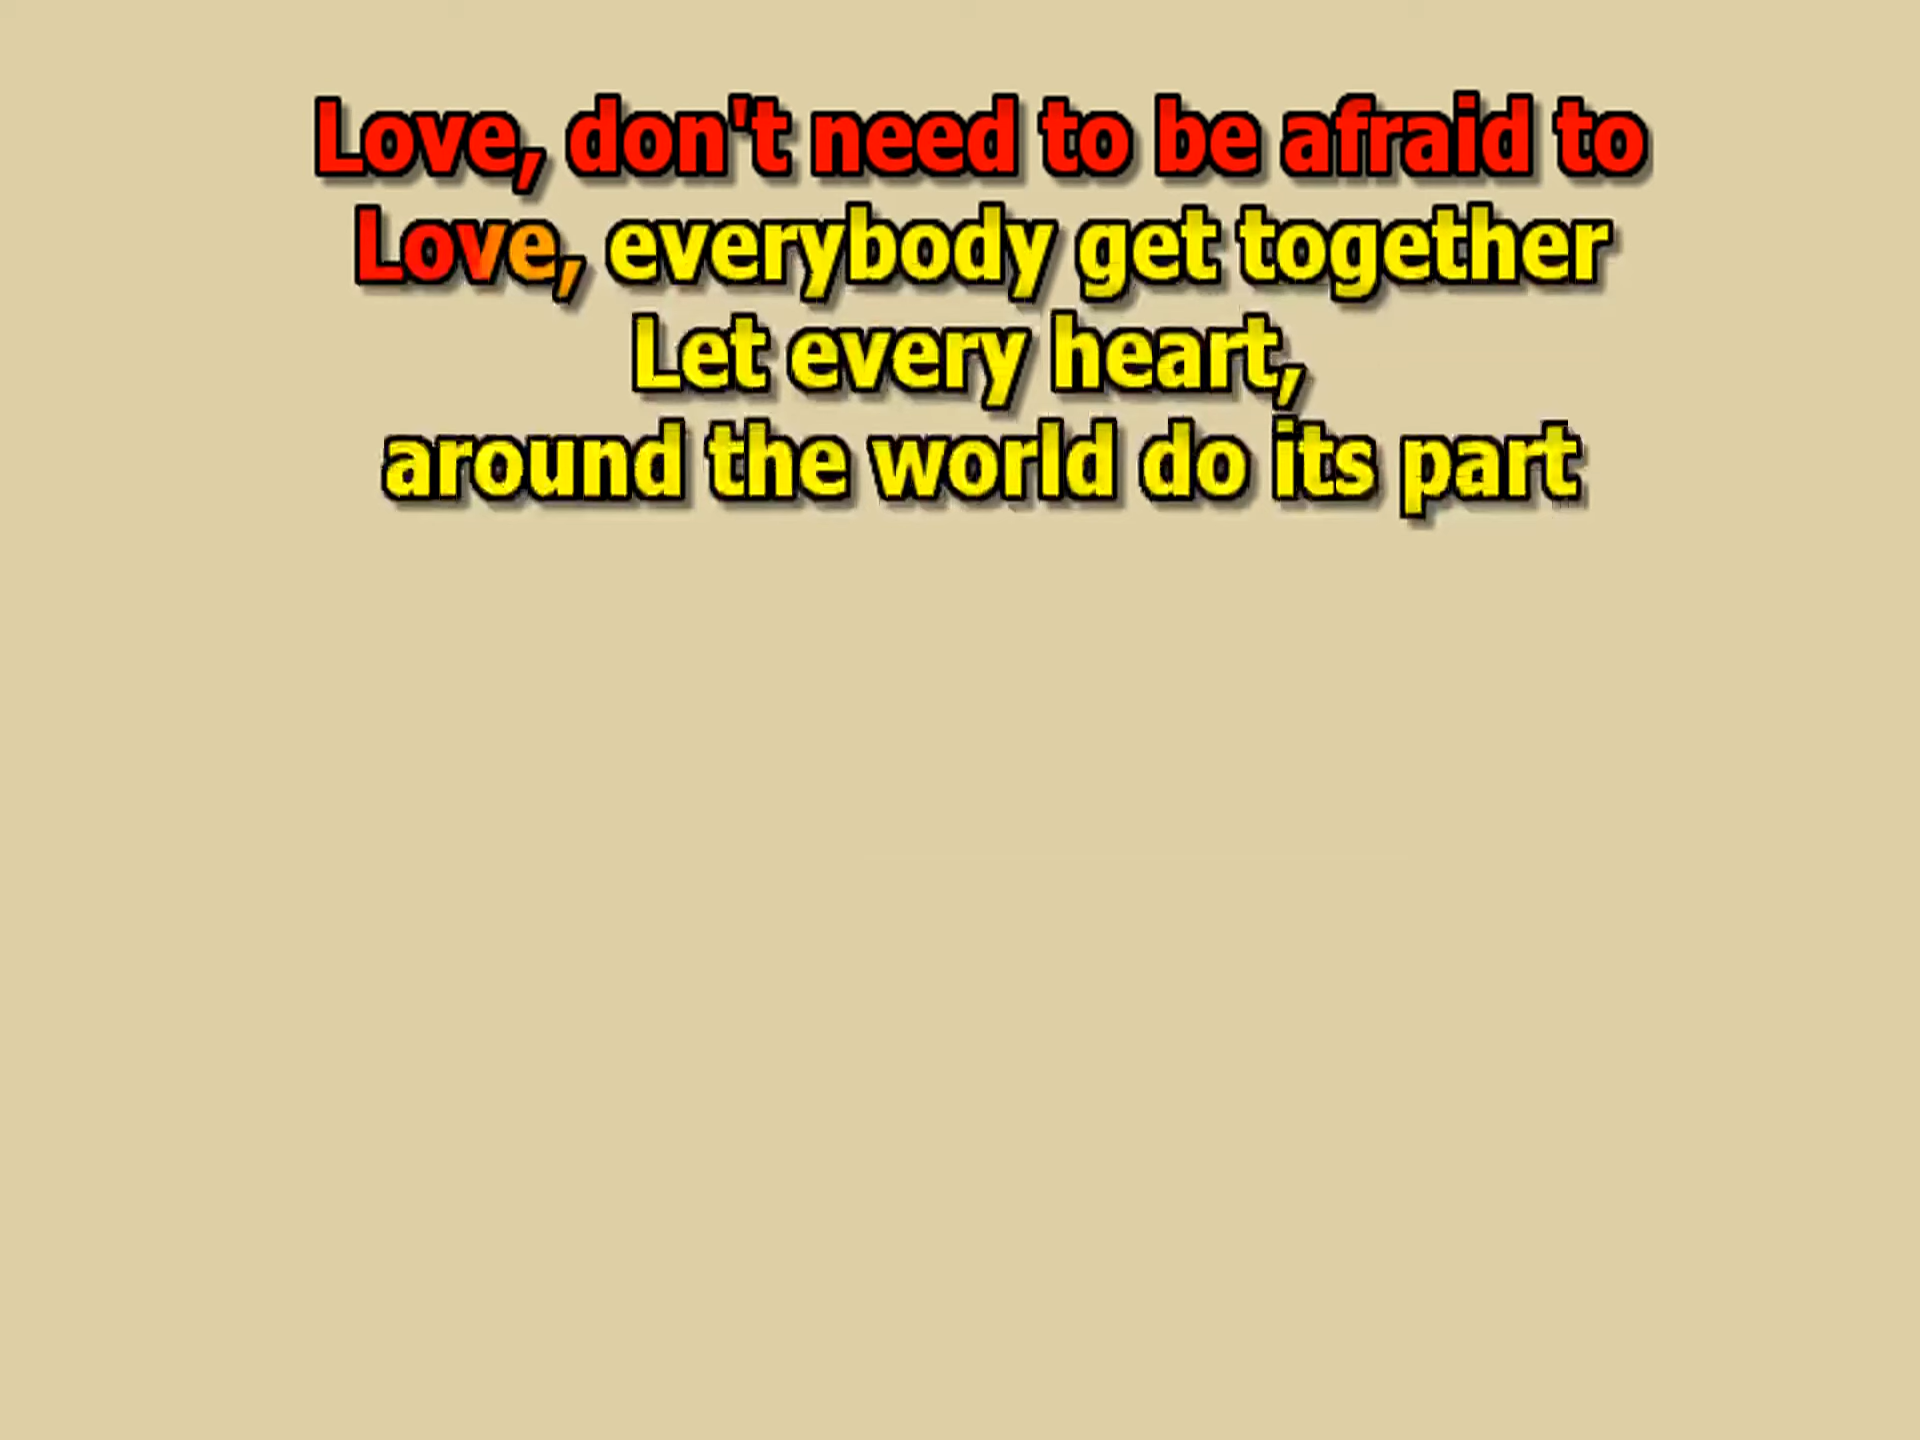 Love, don't need to be afraid to
Love, everybody get together
Let every heart,
around the world do its part